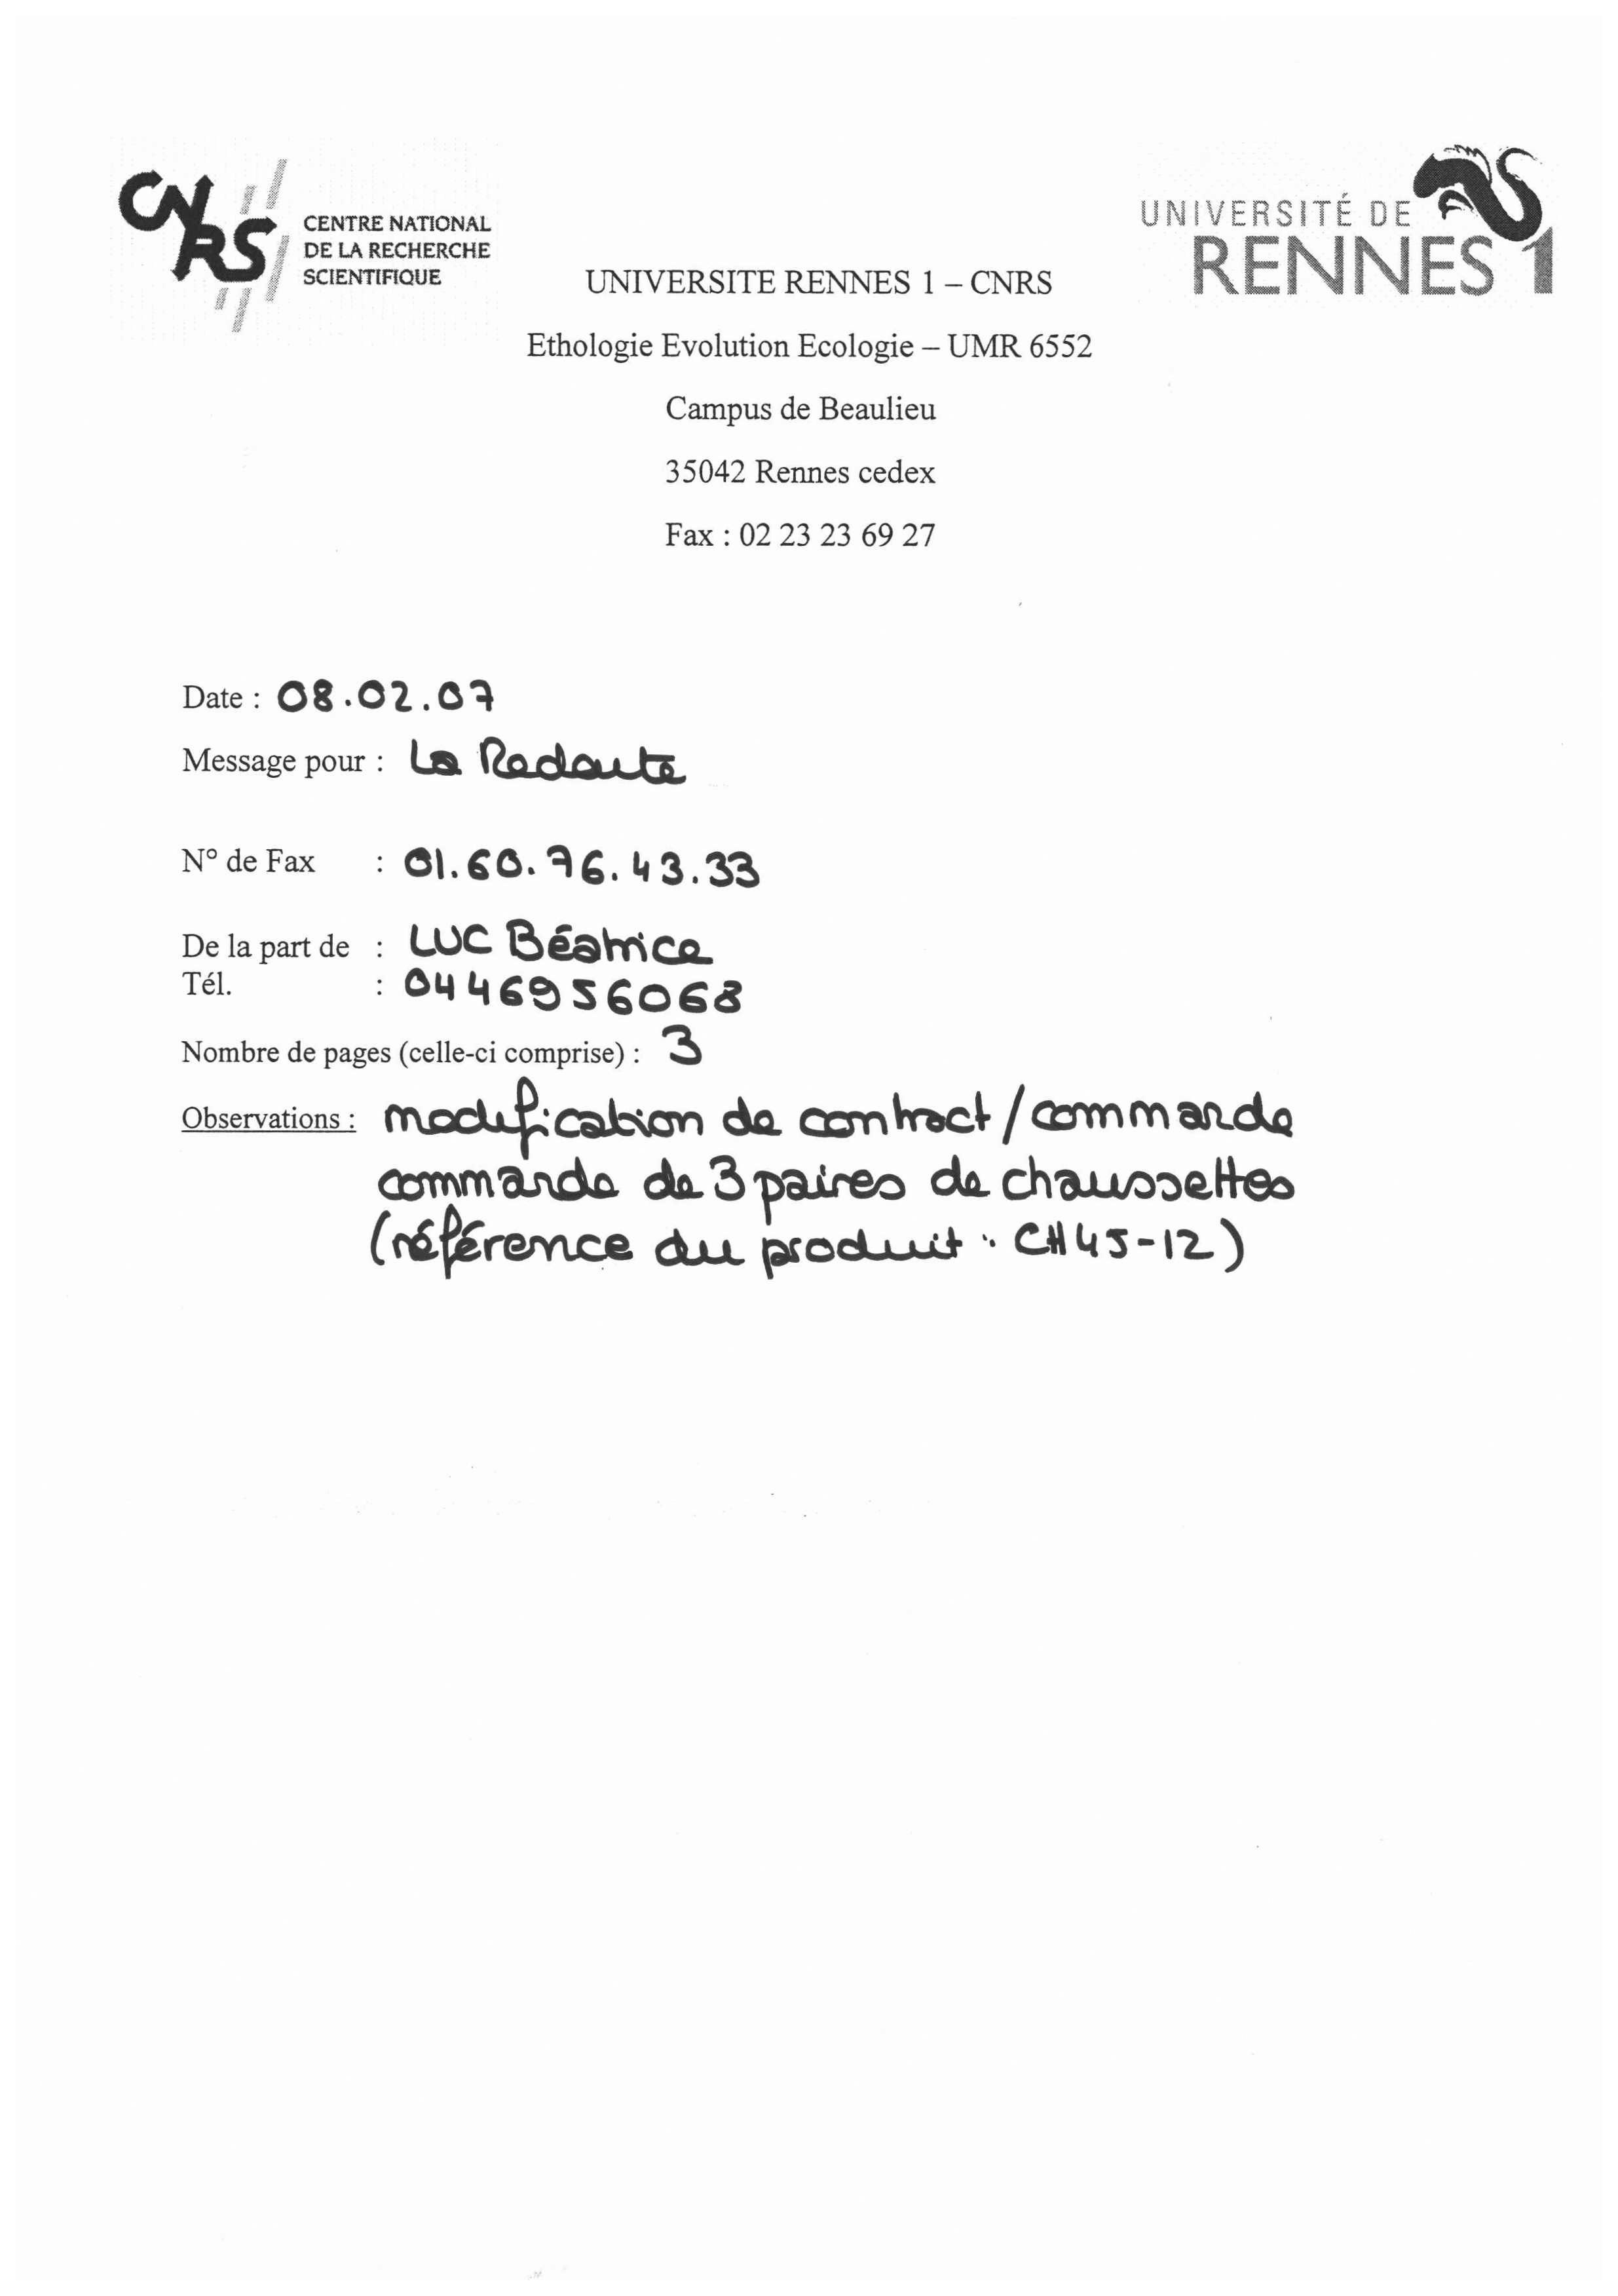 CNRS
CENTRE NATIONAL
DE LA RECHERCHE
SCIENTIFIQUE
UNIVERSITÉ DE
RENNES 1
UNIVERSITE RENNES 1 – CNRS
Ethologie Evolution Ecologie – UMR 6552
Campus de Beaulieu
35042 Rennes cedex
Fax : 02 23 23 69 27
Date : 08.02.07
Message pour : La Redoute
N° de Fax : 01.60.76.43.33
De la part de : LUC Béatrice
Tél. : 0446956068
Nombre de pages (celle-ci comprise) : 3
Observations : modification de contract/commande
commande de 3 paires de chaussettes
(référence du produit : CH45-12)